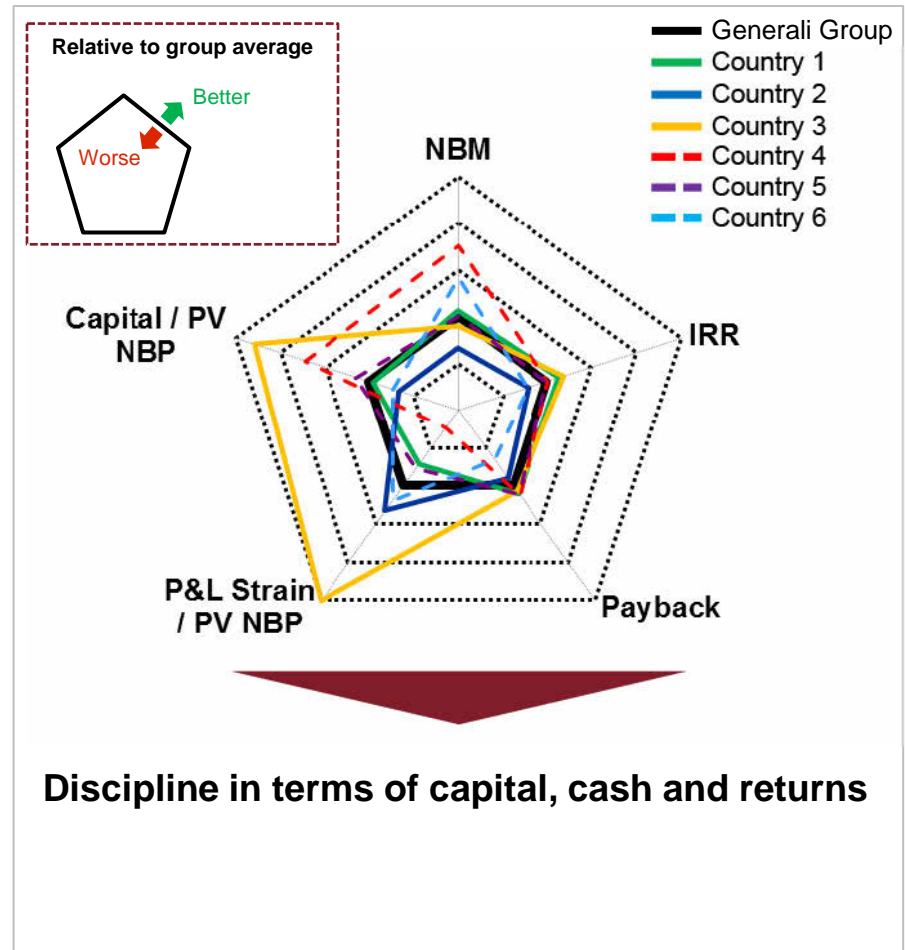 Relative to group average
Better
Worse
Generali Group
Country 1
Country 2
Country 3
Country 4
Country 5
Country 6
NBM
Capital / PV
NBP
IRR
P&L Strain
/ PV NBP
Payback
Discipline in terms of capital, cash and returns